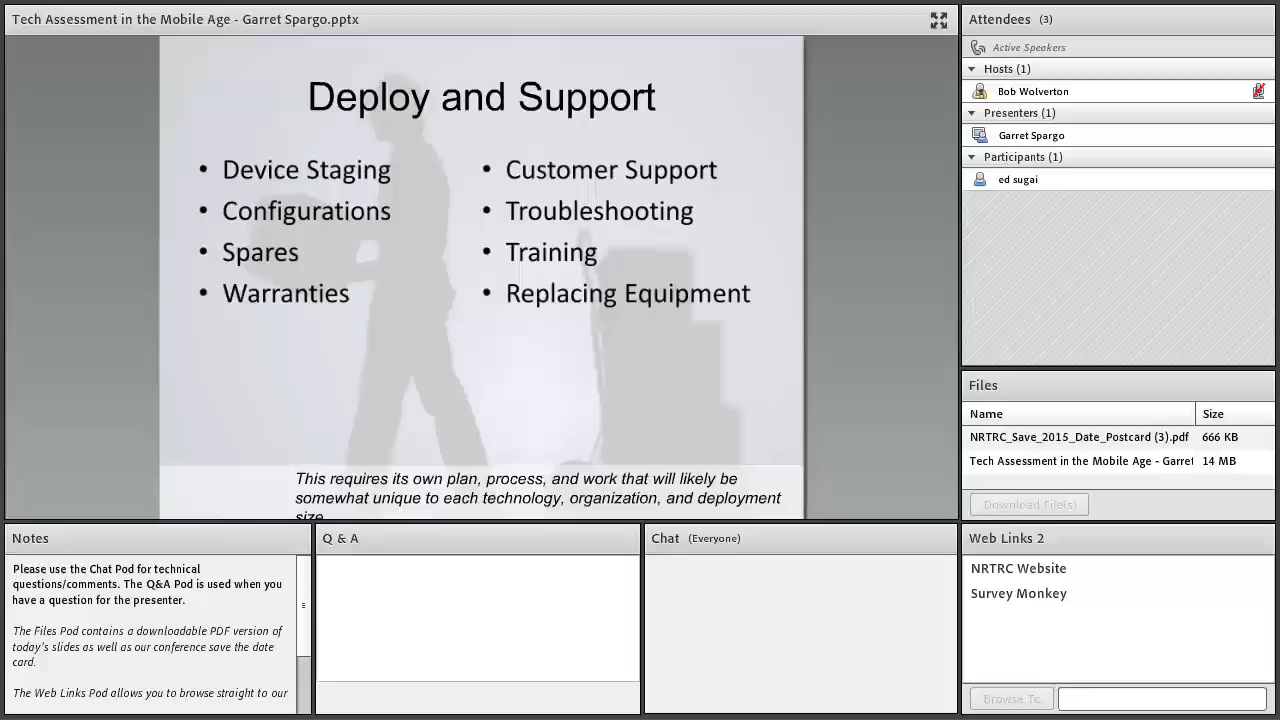 Tech Assessment in the Mobile Age - Garret Spargo.pptx
Deploy and Support
• Device Staging
• Configurations
• Spares
• Warranties
• Customer Support
• Troubleshooting
• Training
• Replacing Equipment
This requires its own plan, process, and work that will likely be
somewhat unique to each technology, organization, and deployment
size
Attendees (3)
Active Speakers
Hosts (1)
Bob Wolverton
Presenters (1)
Garret Spargo
Participants (1)
ed sugai
Files
Name Size
NRTRC_Save_2015_Date_Postcard (3).pdf 666 KB
Tech Assessment in the Mobile Age - Garret 14 MB
Download File(s)
Notes
Please use the Chat Pod for technical
questions/comments. The Q&A Pod is used when you
have a question for the presenter.
The Files Pod contains a downloadable PDF version of
today's slides as well as our conference save the date
card.
The Web Links Pod allows you to browse straight to our
Q & A
Chat (Everyone)
Web Links 2
NRTRC Website
Survey Monkey
Browse To